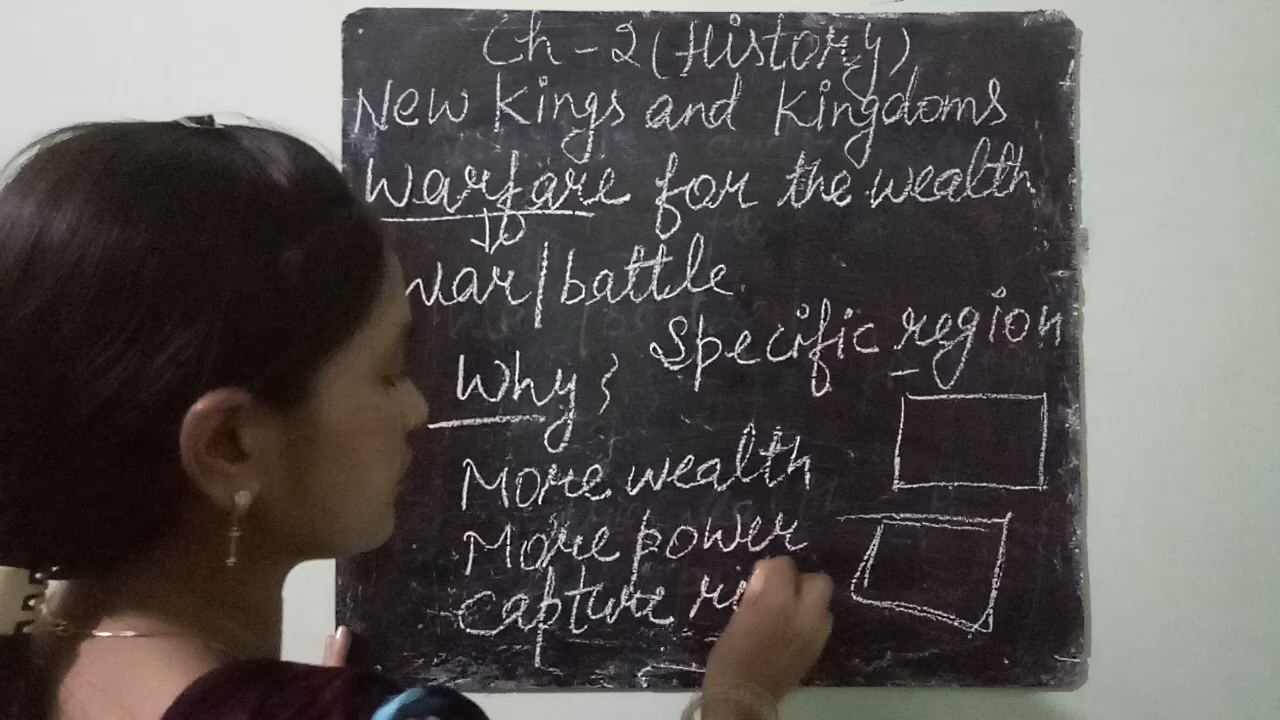 Ch - 2 (History)
New Kings and Kingdoms
Warfare for the wealth
war/battle
Specific region
Why
More wealth
More power
capture